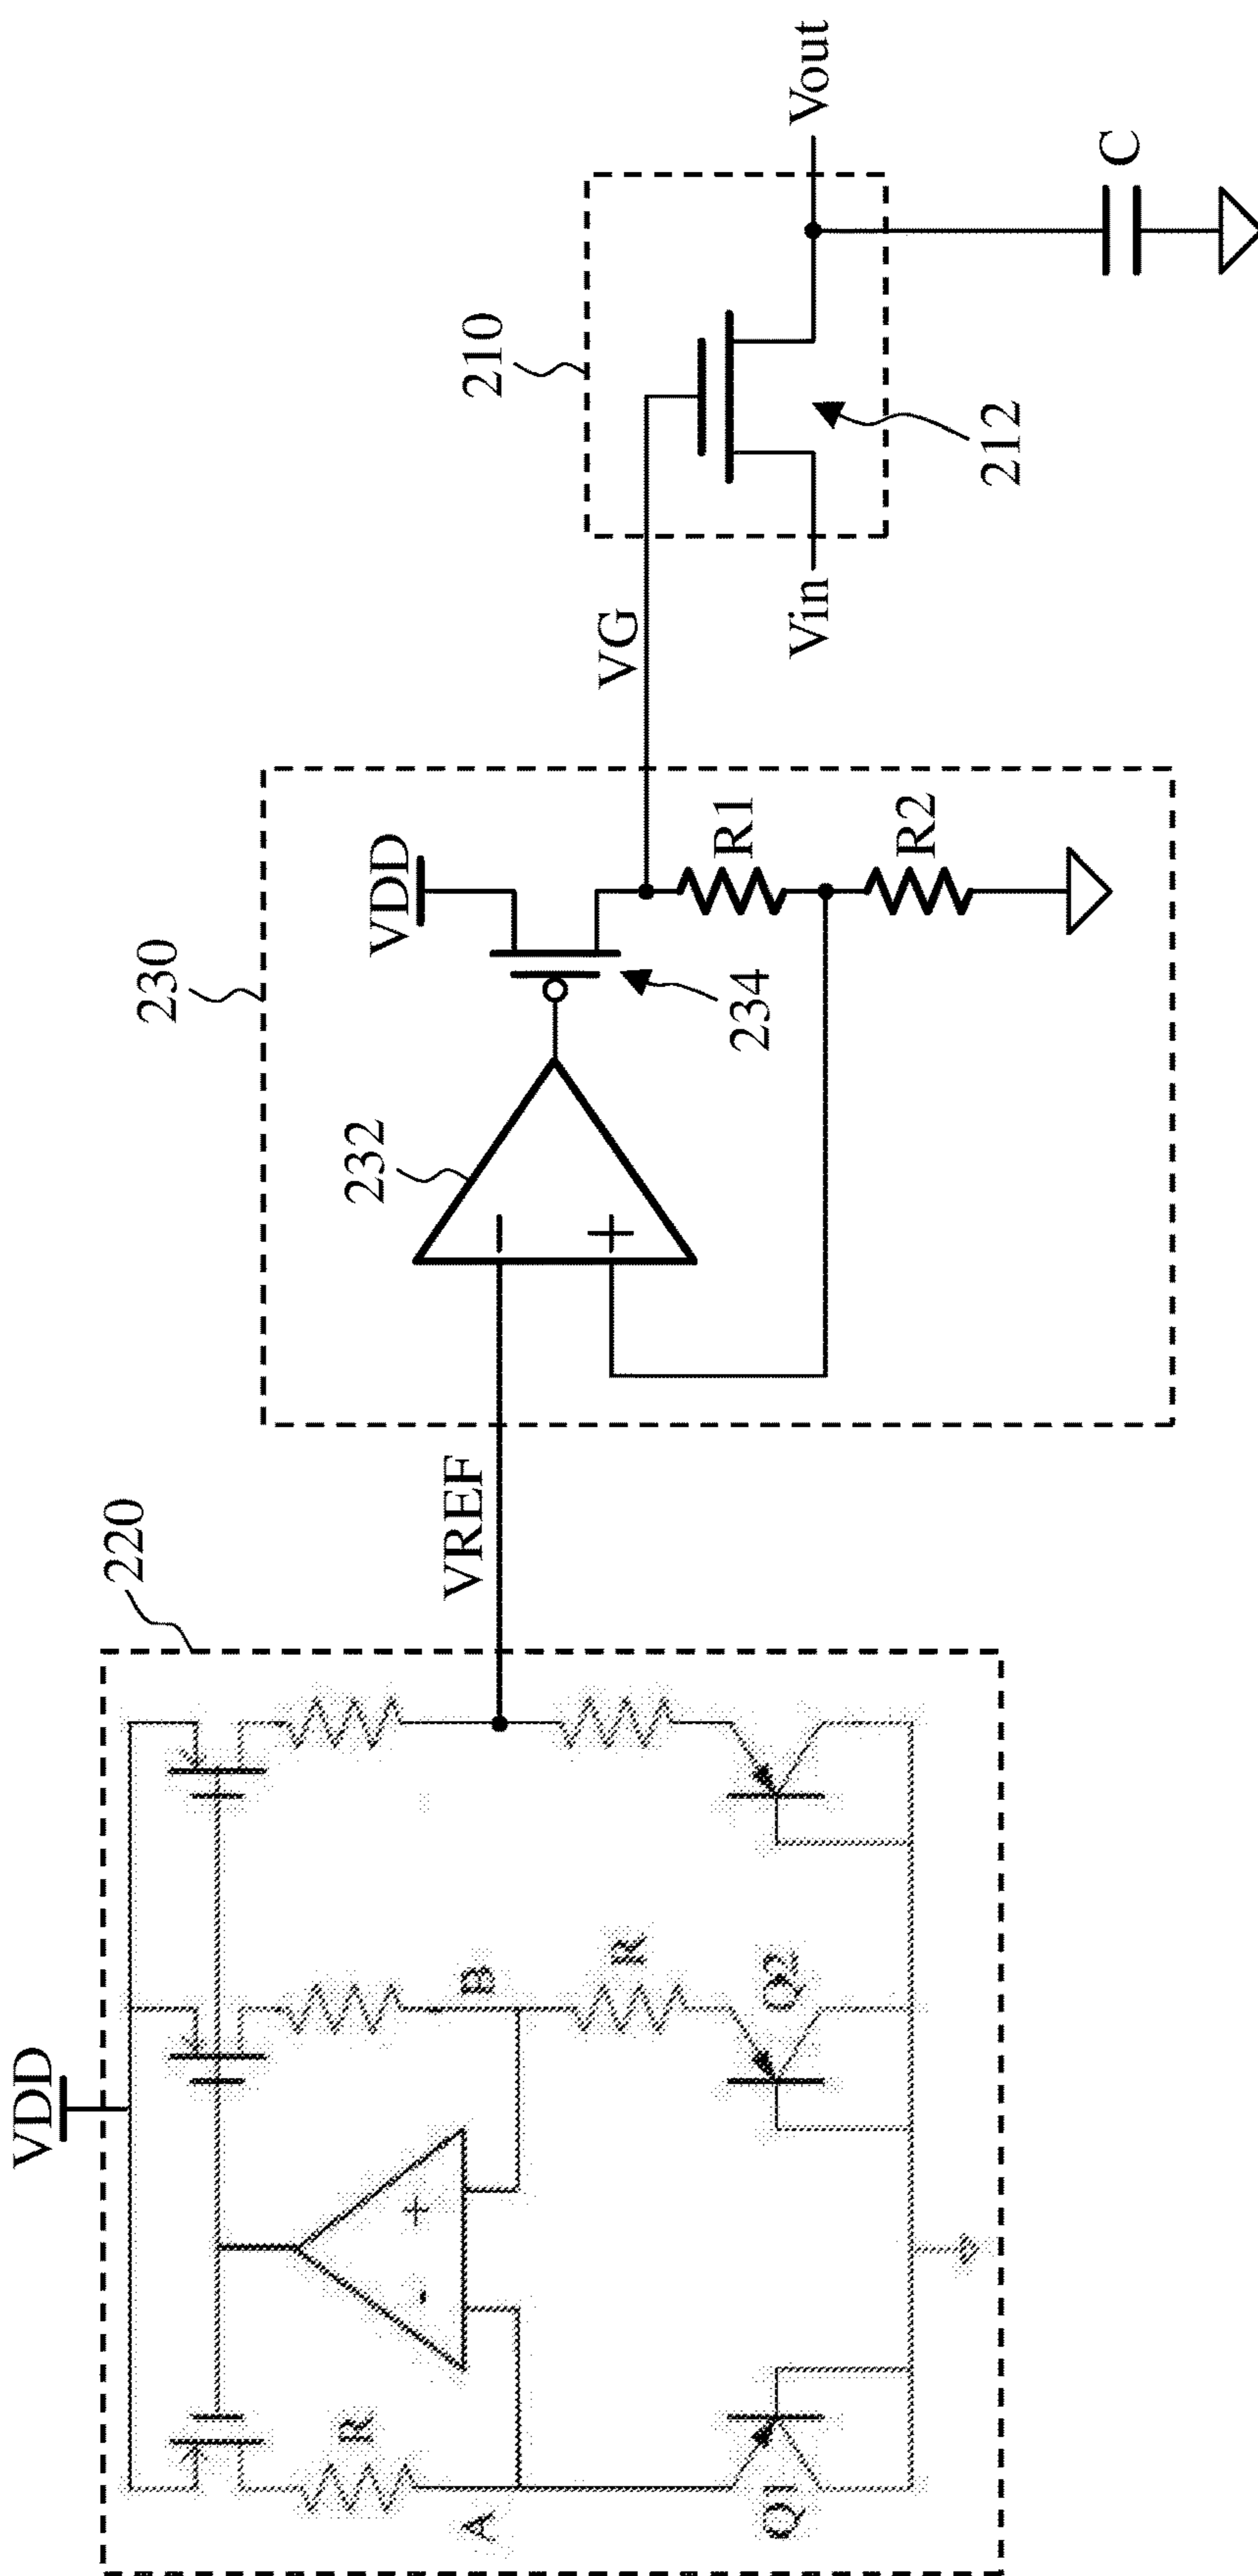 VDD
220
R
A
-
+
B
R
Q1
Q2
VREF
230
232
-
+
VDD
234
R1
R2
VG
210
Vin
212
Vout
C